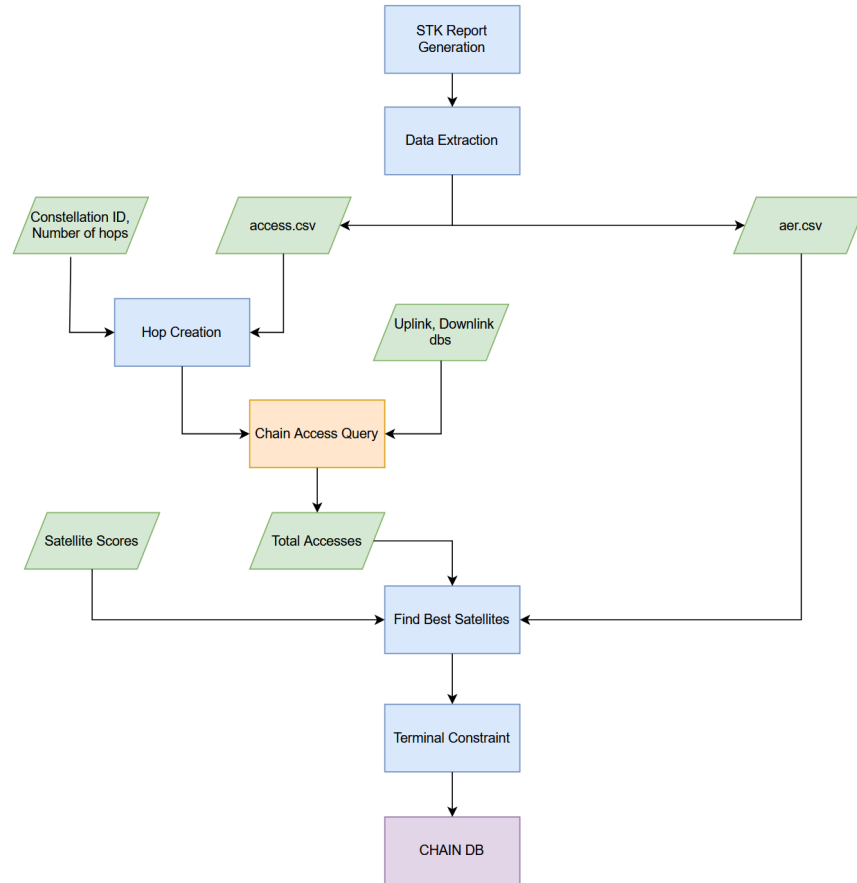 STK Report
Generation
Data Extraction
Constellation ID,
Number of hops
access.csv
aer.csv
Hop Creation
Uplink, Downlink
dbs
Chain Access Query
Satellite Scores
Total Accesses
Find Best Satellites
Terminal Constraint
CHAIN DB